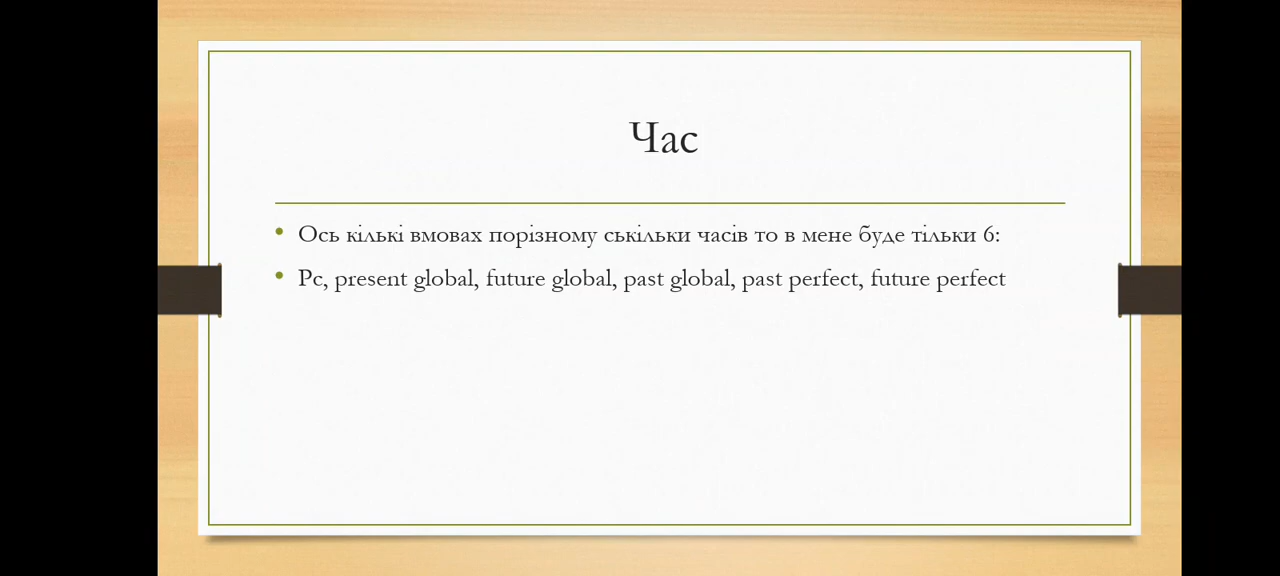 Час
Ось кількі вмовах порізному ськільки часів то в мене буде тільки 6:
Рс, present global, future global, past global, past perfect, future perfect